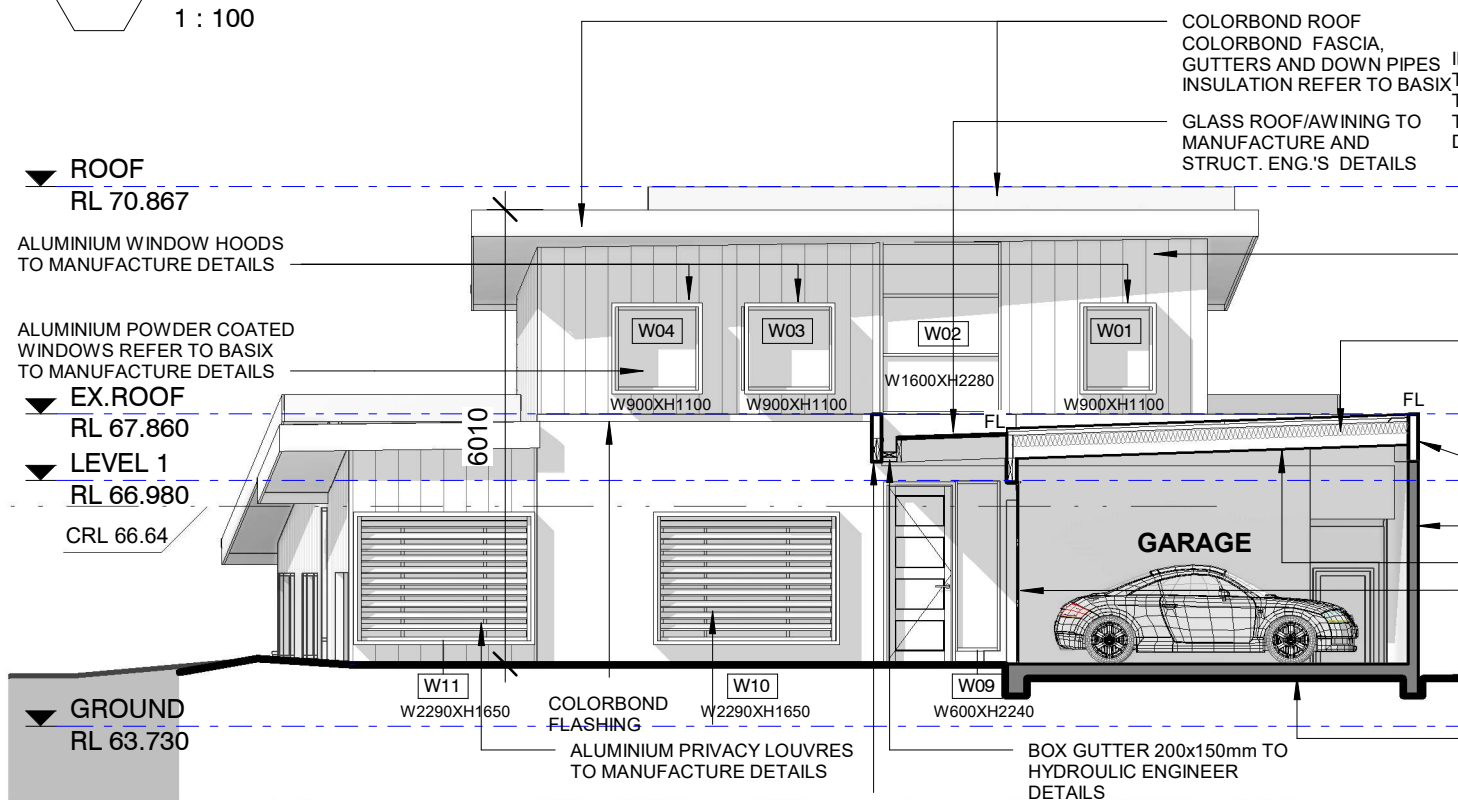 1 : 100
COLORBOND ROOF
COLORBOND FASCIA,
GUTTERS AND DOWN PIPES
INSULATION REFER TO BASIX
GLASS ROOF/AWINING TO
MANUFACTURE AND
STRUCT. ENG.'S DETAILS
ROOF
RL 70.867
ALUMINIUM WINDOW HOODS
TO MANUFACTURE DETAILS
ALUMINIUM POWDER COATED
WINDOWS REFER TO BASIX
TO MANUFACTURE DETAILS
W04
W03
W02
W01
W1600XH2280
W900XH1100
W900XH1100
W900XH1100
EX.ROOF
RL 67.860
6010
FL
FL
LEVEL 1
RL 66.980
CRL 66.64
GARAGE
W11
W2290XH1650
W10
W2290XH1650
W09
W600XH2240
COLORBOND
FLASHING
GROUND
RL 63.730
ALUMINIUM PRIVACY LOUVRES
TO MANUFACTURE DETAILS
BOX GUTTER 200x150mm TO
HYDROULIC ENGINEER
DETAILS